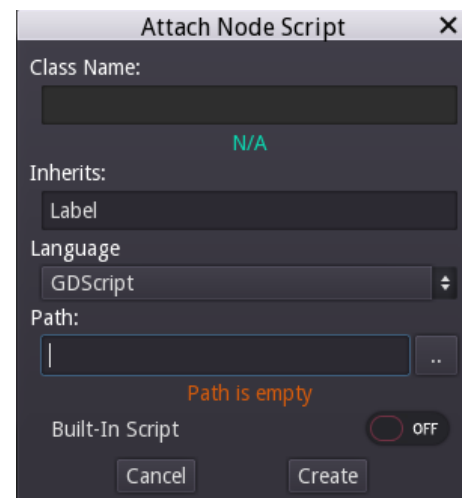 Attach Node Script ×
Class Name:
N/A
Inherits:
Label
Language
GDScript
Path:
..
Path is empty
Built-In Script OFF
Cancel Create